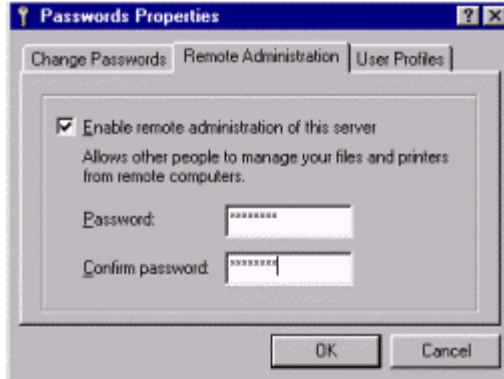 Passwords Properties
Change Passwords Remote Administration User Profiles
Enable remote administration of this server
Allows other people to manage your files and printers
from remote computers.
Password: ********
Confirm password: ********
OK Cancel